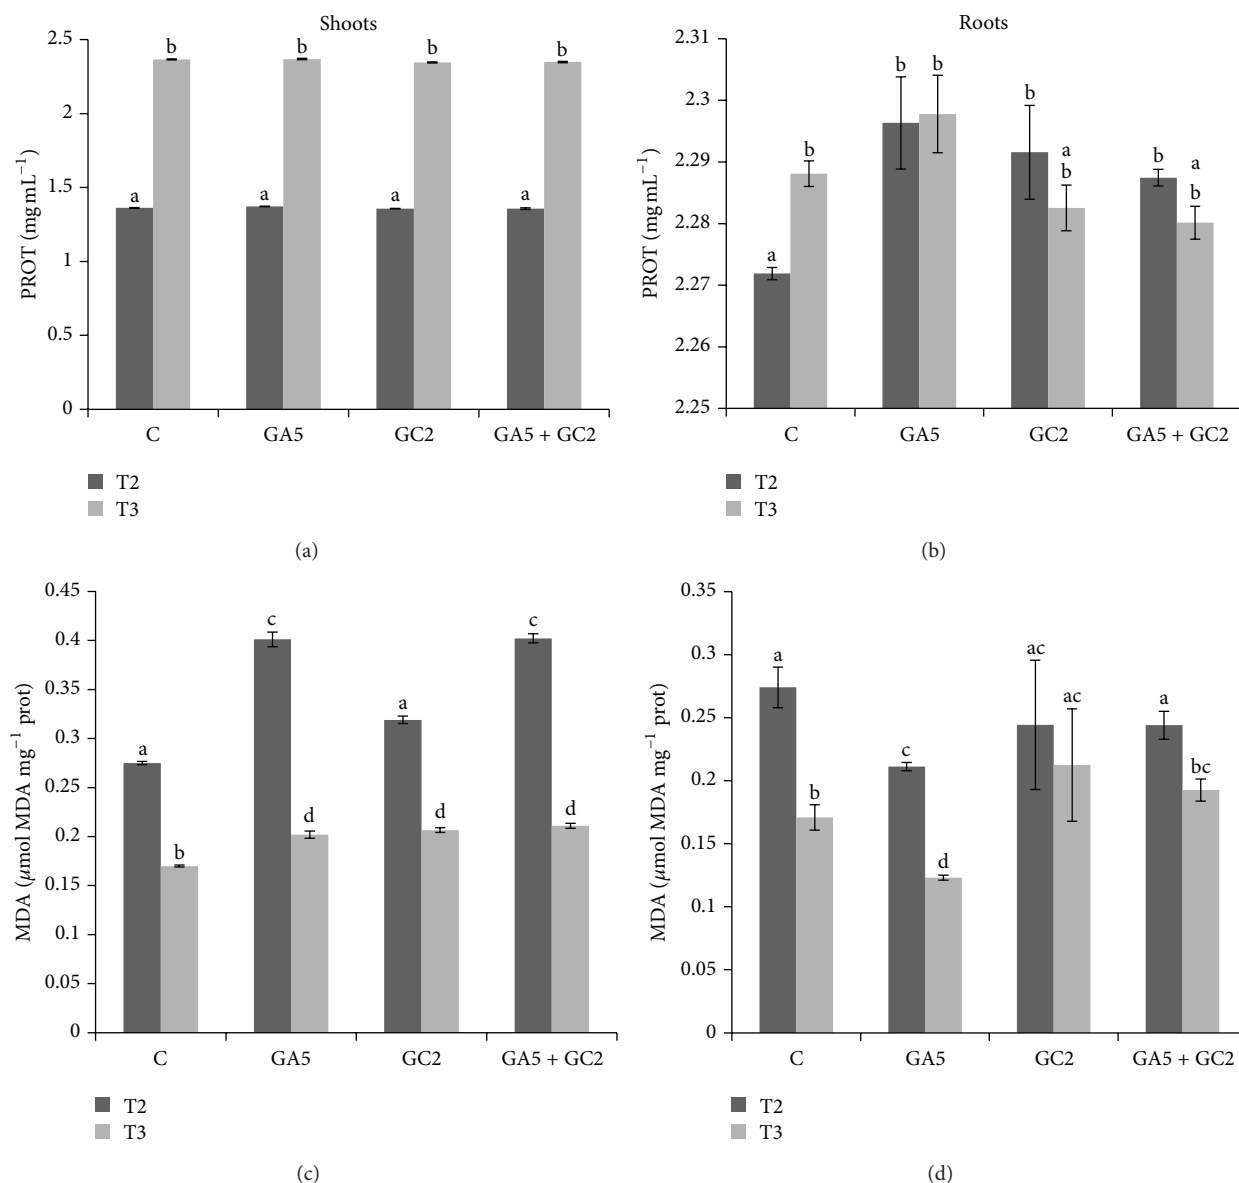 Shoots
PROT (mg mL−1)
2.5
2
1.5
1
0.5
0
a
b
a
b
a
b
a
b
C
GA5
GC2
GA5 + GC2
T2
T3
(a)
Roots
PROT (mg mL−1)
2.31
2.3
2.29
2.28
2.27
2.26
2.25
a
b
b
b
b
a
b
b
a
b
C
GA5
GC2
GA5 + GC2
T2
T3
(b)
MDA (μmol MDA mg−1 prot)
0.45
0.4
0.35
0.3
0.25
0.2
0.15
0.1
0.05
0
a
b
c
d
a
d
c
d
C
GA5
GC2
GA5 + GC2
T2
T3
(c)
MDA (μmol MDA mg−1 prot)
0.35
0.3
0.25
0.2
0.15
0.1
0.05
0
a
b
c
d
ac
ac
a
bc
C
GA5
GC2
GA5 + GC2
T2
T3
(d)